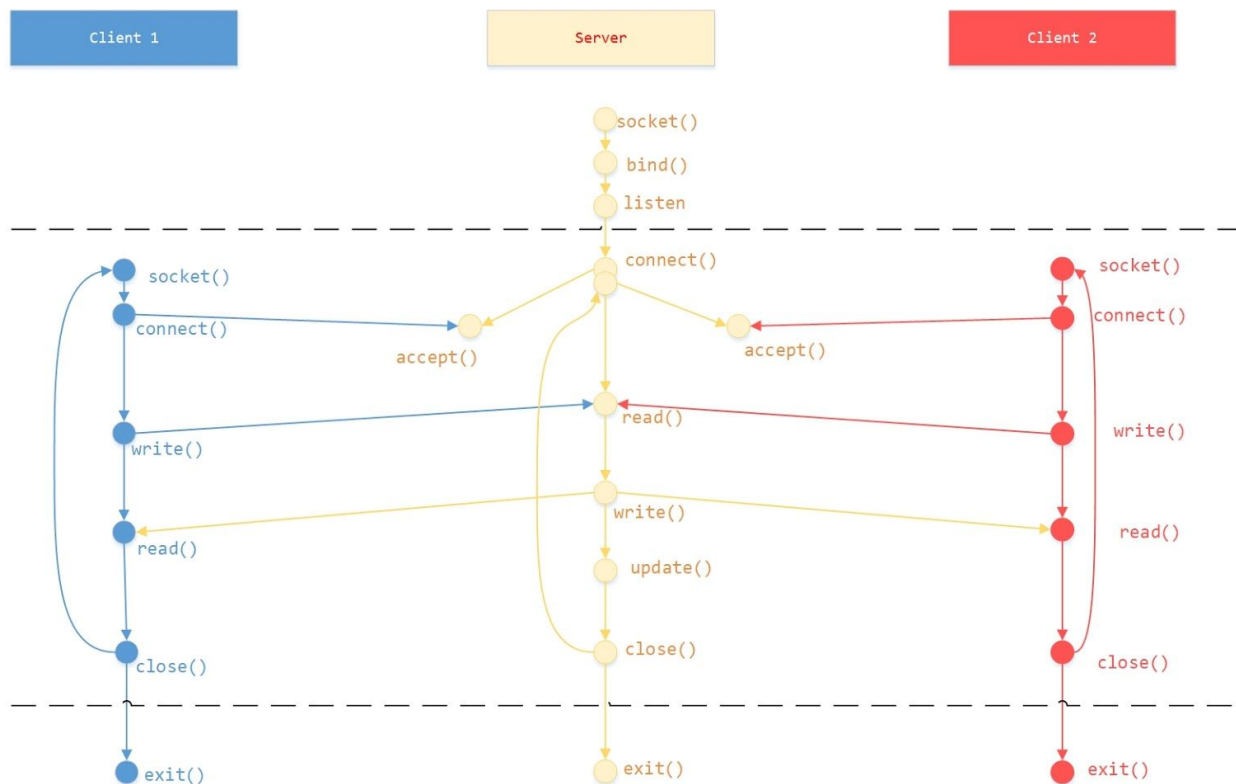 Client 1
Server
Client 2
socket()
bind()
listen
connect()
socket()
socket()
connect()
connect()
accept()
accept()
read()
write()
write()
write()
read()
read()
update()
close()
close()
close()
exit()
exit()
exit()